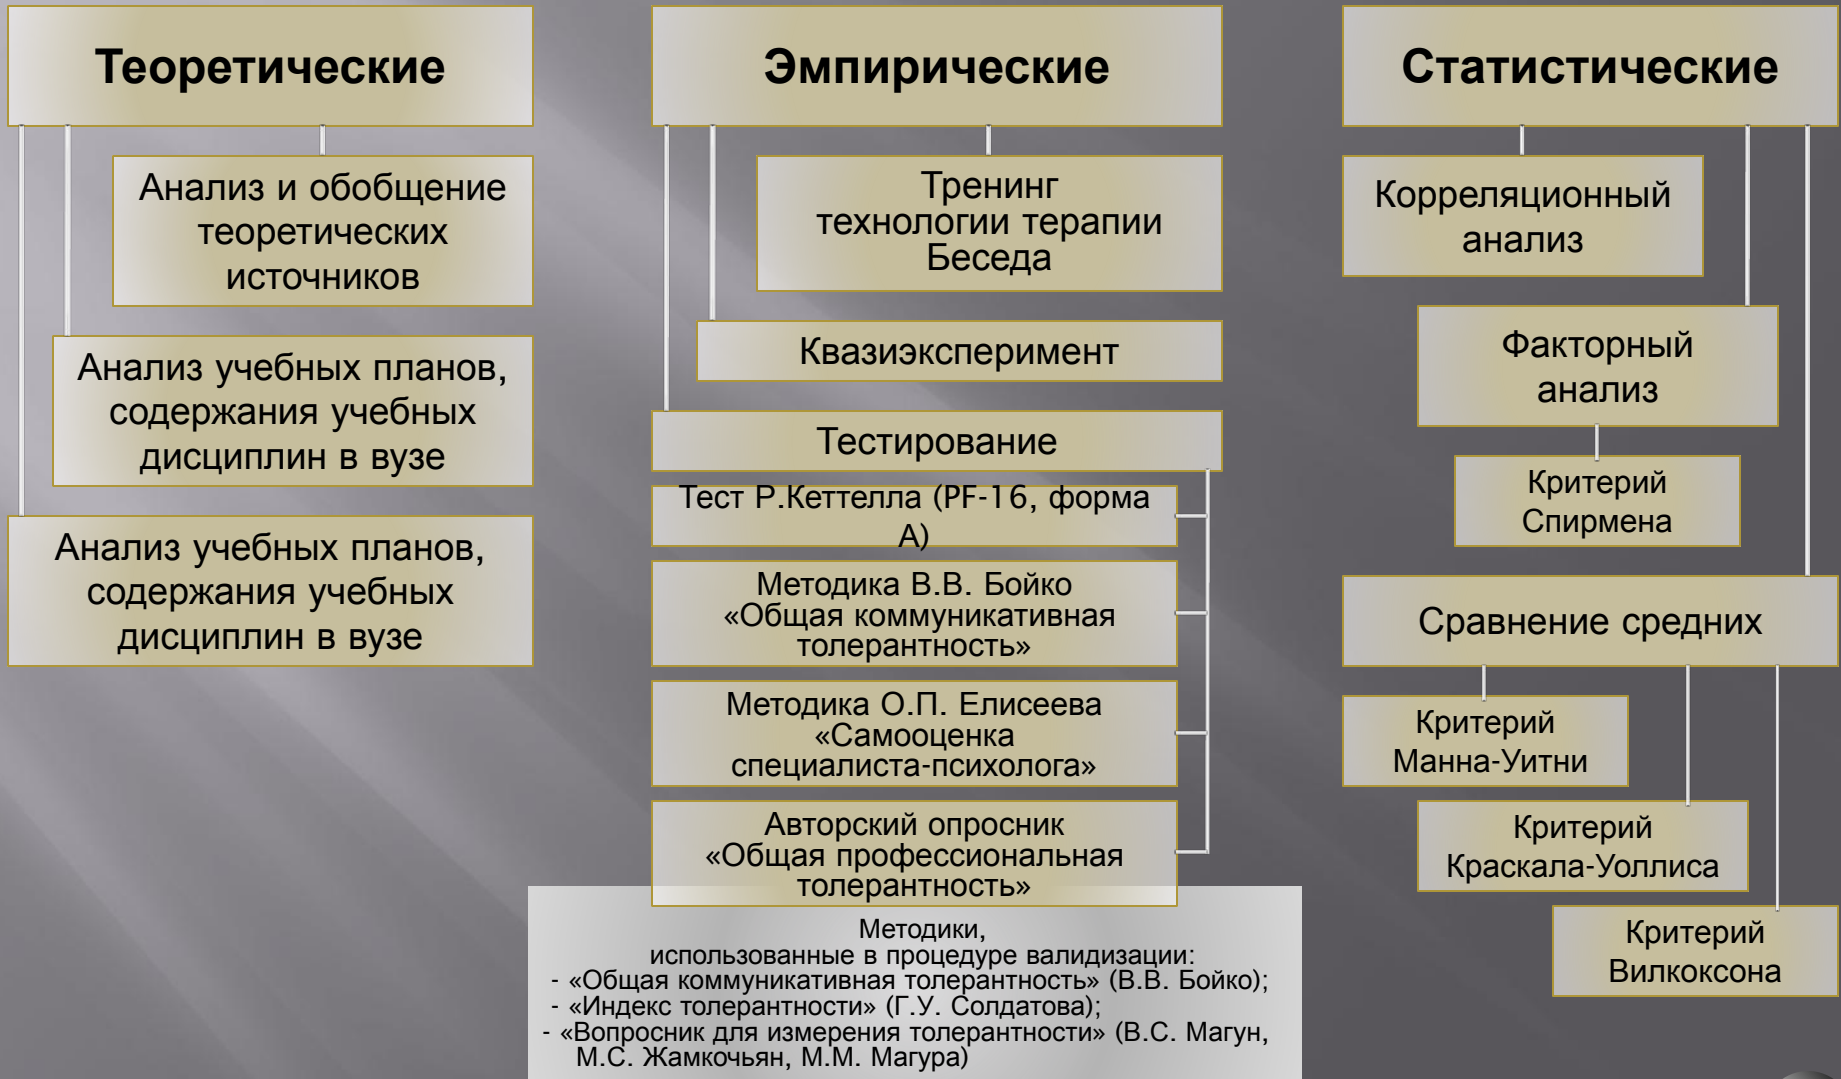 Теоретические
Анализ и обобщение
теоретических
источников
Анализ учебных планов,
содержания учебных
дисциплин в вузе
Анализ учебных планов,
содержания учебных
дисциплин в вузе
Эмпирические
Тренинг
технологии терапии
Беседа
Квазиэксперимент
Тестирование
Тест Р.Кеттелла (PF-16, форма
А)
Методика В.В. Бойко
«Общая коммуникативная
толерантность»
Методика О.П. Елисеева
«Самооценка
специалиста-психолога»
Авторский опросник
«Общая профессиональная
толерантность»
Методики,
использованные в процедуре валидизации:
- «Общая коммуникативная толерантность» (В.В. Бойко);
- «Индекс толерантности» (Г.У. Солдатова);
- «Вопросник для измерения толерантности» (В.С. Магун,
М.С. Жамкочьян, М.М. Магура)
Статистические
Корреляционный
анализ
Факторный
анализ
Критерий
Спирмена
Сравнение средних
Критерий
Манна-Уитни
Критерий
Краскала-Уоллиса
Критерий
Вилкоксона